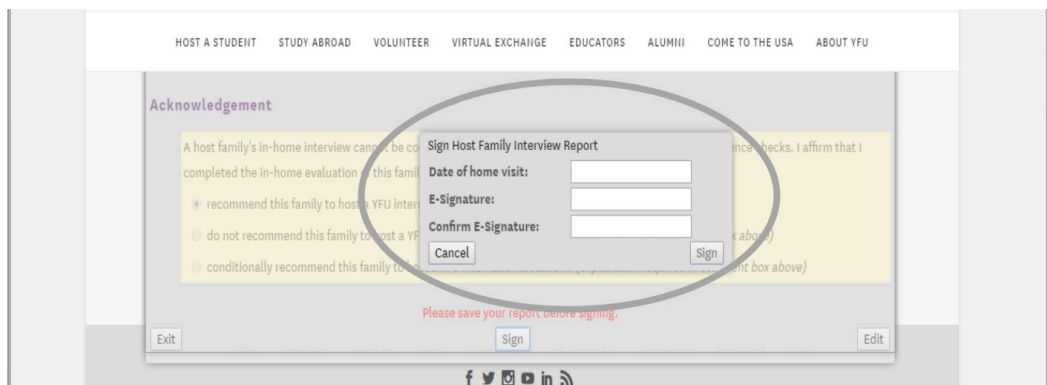 HOST A STUDENT STUDY ABROAD VOLUNTEER VIRTUAL EXCHANGE EDUCATORS ALUMNI COME TO THE USA ABOUT YFU
Acknowledgement
A host family's in-home interview cannot be co
ence checks. I affirm that I
completed the in-home evaluation
this famil
recommend this family to host a YFU inter
do not recommend this family to host a YF
x above)
conditionally recommend this family to
ent box above)
Sign Host Family Interview Report
Date of home visit:
E-Signature:
Confirm E-Signature:
Cancel Sign
Please save your report before signing.
Exit Sign Edit